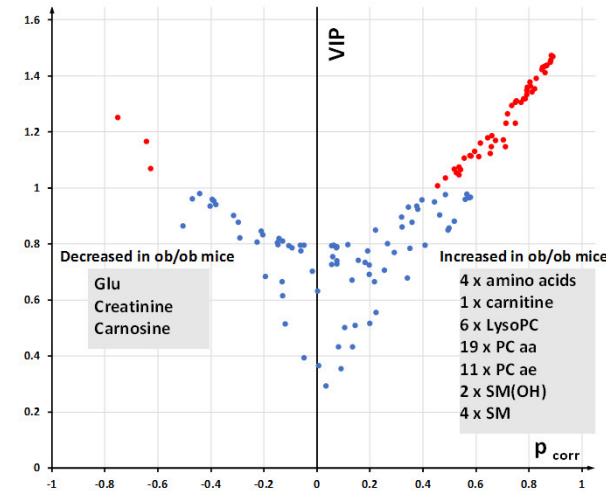 VIP
1.6
1.4
1.2
1
0.8
0.6
0.4
0.2
0
Decreased in ob/ob mice
Glu
Creatinine
Carnosine
Increased in ob/ob mice
4 x amino acids
1 x carnitine
6 x LysoPC
19 x PC aa
11 x PC ae
2 x SM(OH)
4 x SM
p corr
-1 -0.8 -0.6 -0.4 -0.2 0 0.2 0.4 0.6 0.8 1